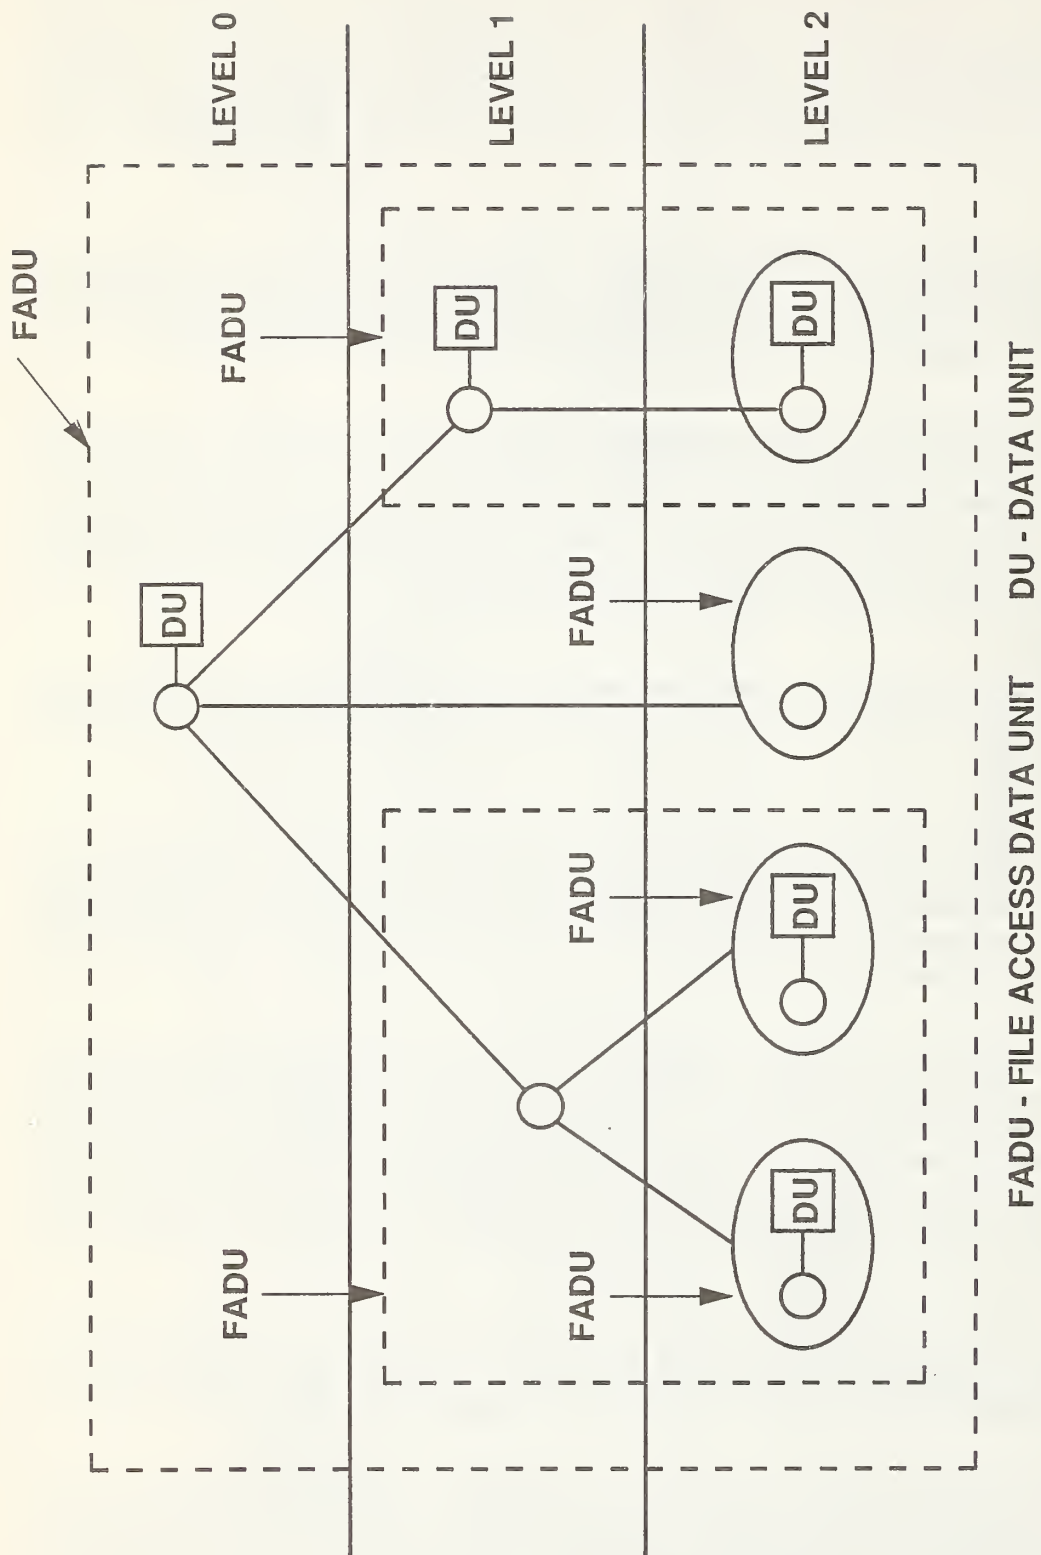 FADU
DU
FADU
FADU
LEVEL 0
DU
LEVEL 1
FADU
FADU
FADU
DU
DU
DU
LEVEL 2
FADU - FILE ACCESS DATA UNIT
DU - DATA UNIT